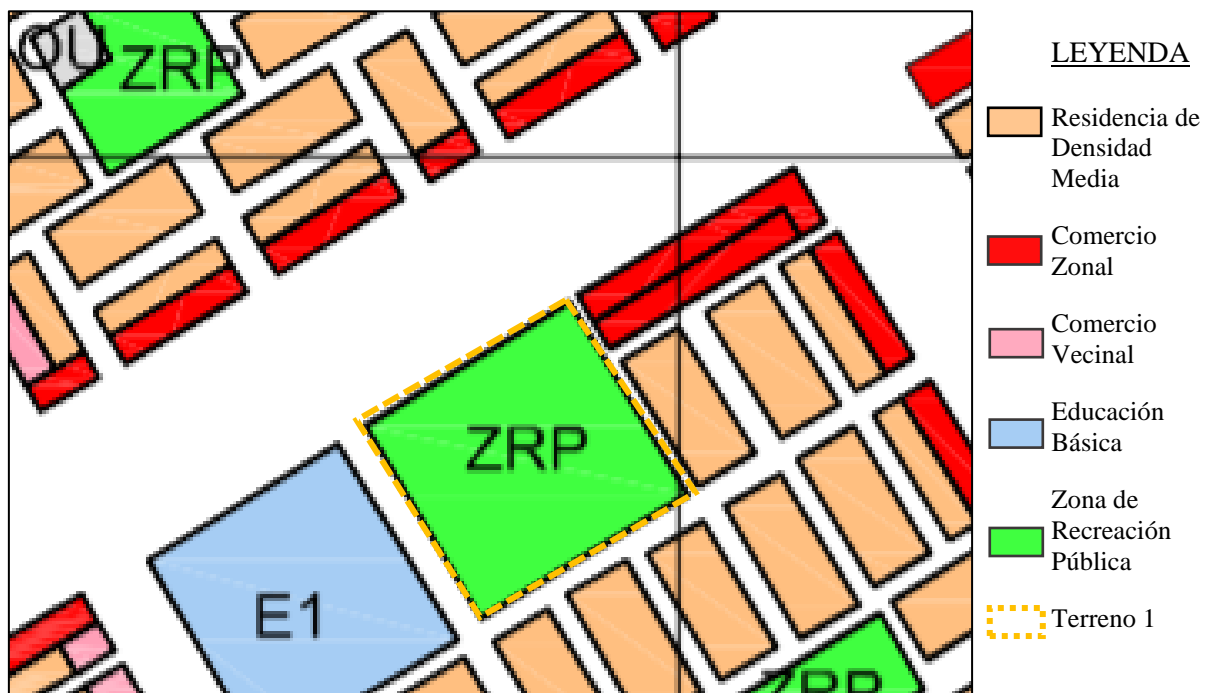 OU
ZRP
ZRP
E1
ZRP
LEYENDA
Residencia de
Densidad
Media
Comercio
Zonal
Comercio
Vecinal
Educación
Básica
Zona de
Recreación
Pública
Terreno 1